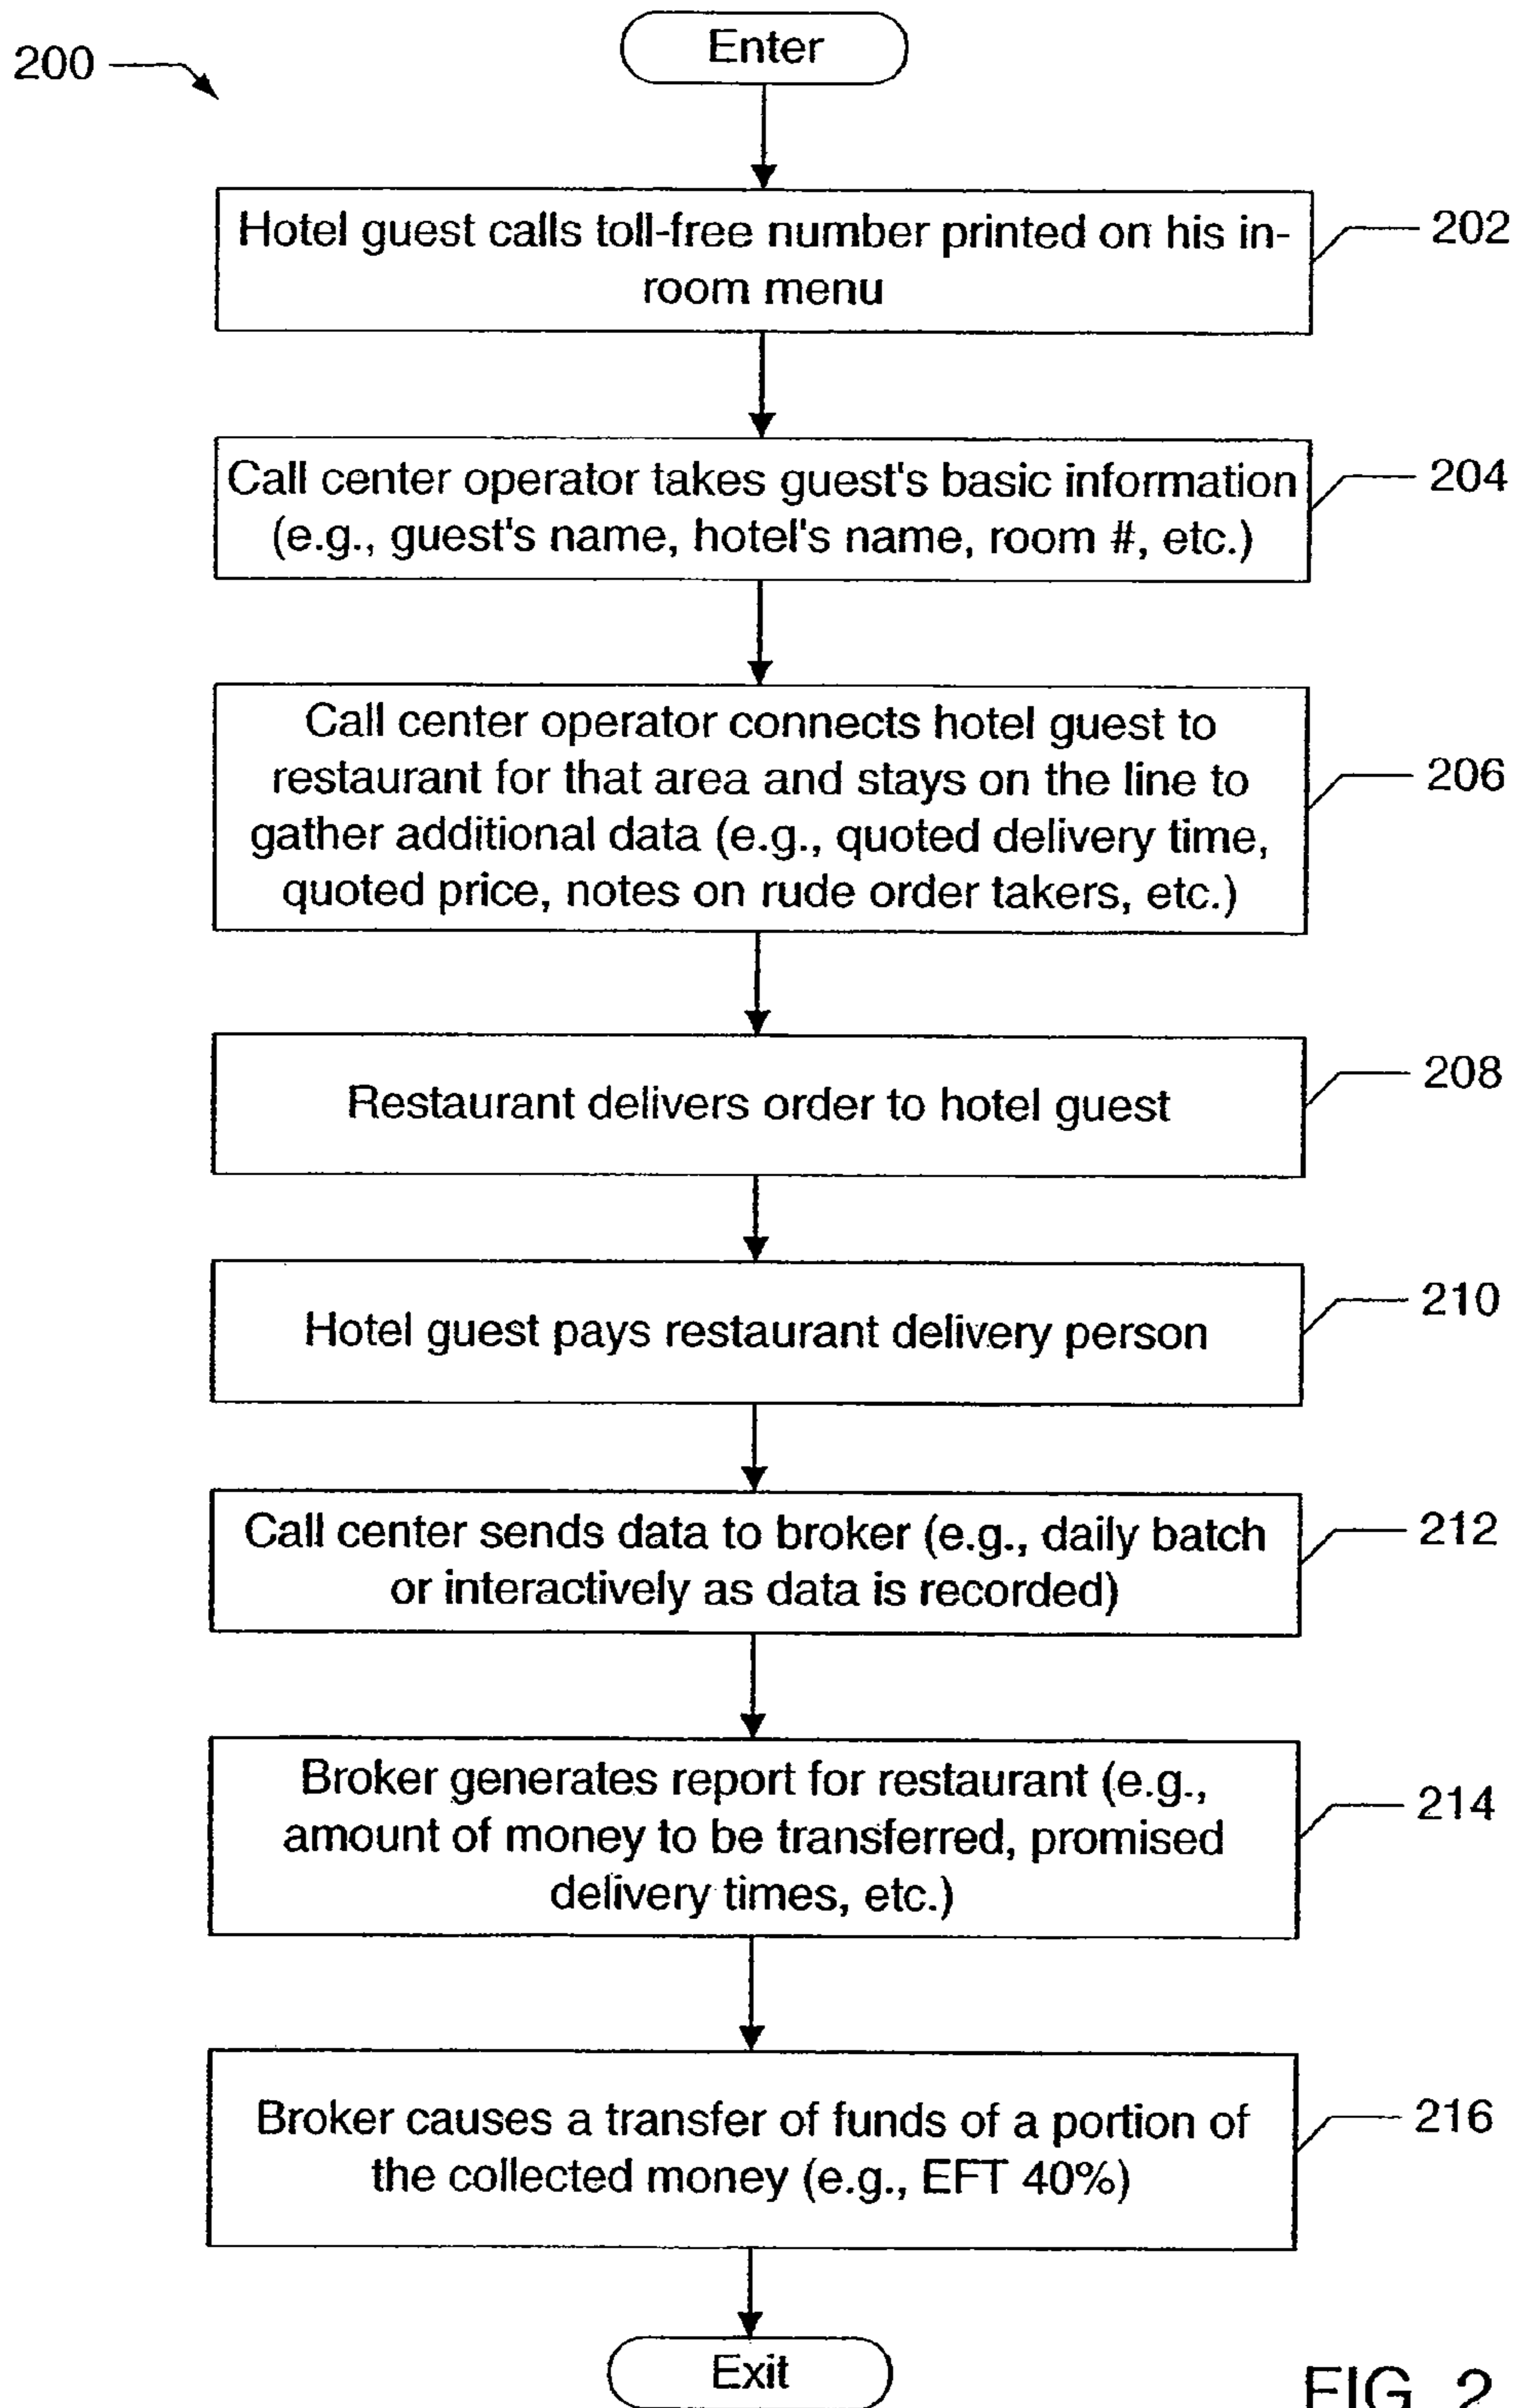 200
Enter
Hotel guest calls toll-free number printed on his in-
room menu
202
Call center operator takes guest's basic information
(e.g., guest's name, hotel's name, room #, etc.)
204
Call center operator connects hotel guest to
restaurant for that area and stays on the line to
gather additional data (e.g., quoted delivery time,
quoted price, notes on rude order takers, etc.)
206
Restaurant delivers order to hotel guest
208
Hotel guest pays restaurant delivery person
210
Call center sends data to broker (e.g., daily batch
or interactively as data is recorded)
212
Broker generates report for restaurant (e.g.,
amount of money to be transferred, promised
delivery times, etc.)
214
Broker causes a transfer of funds of a portion of
the collected money (e.g., EFT 40%)
216
Exit
FIG. 2